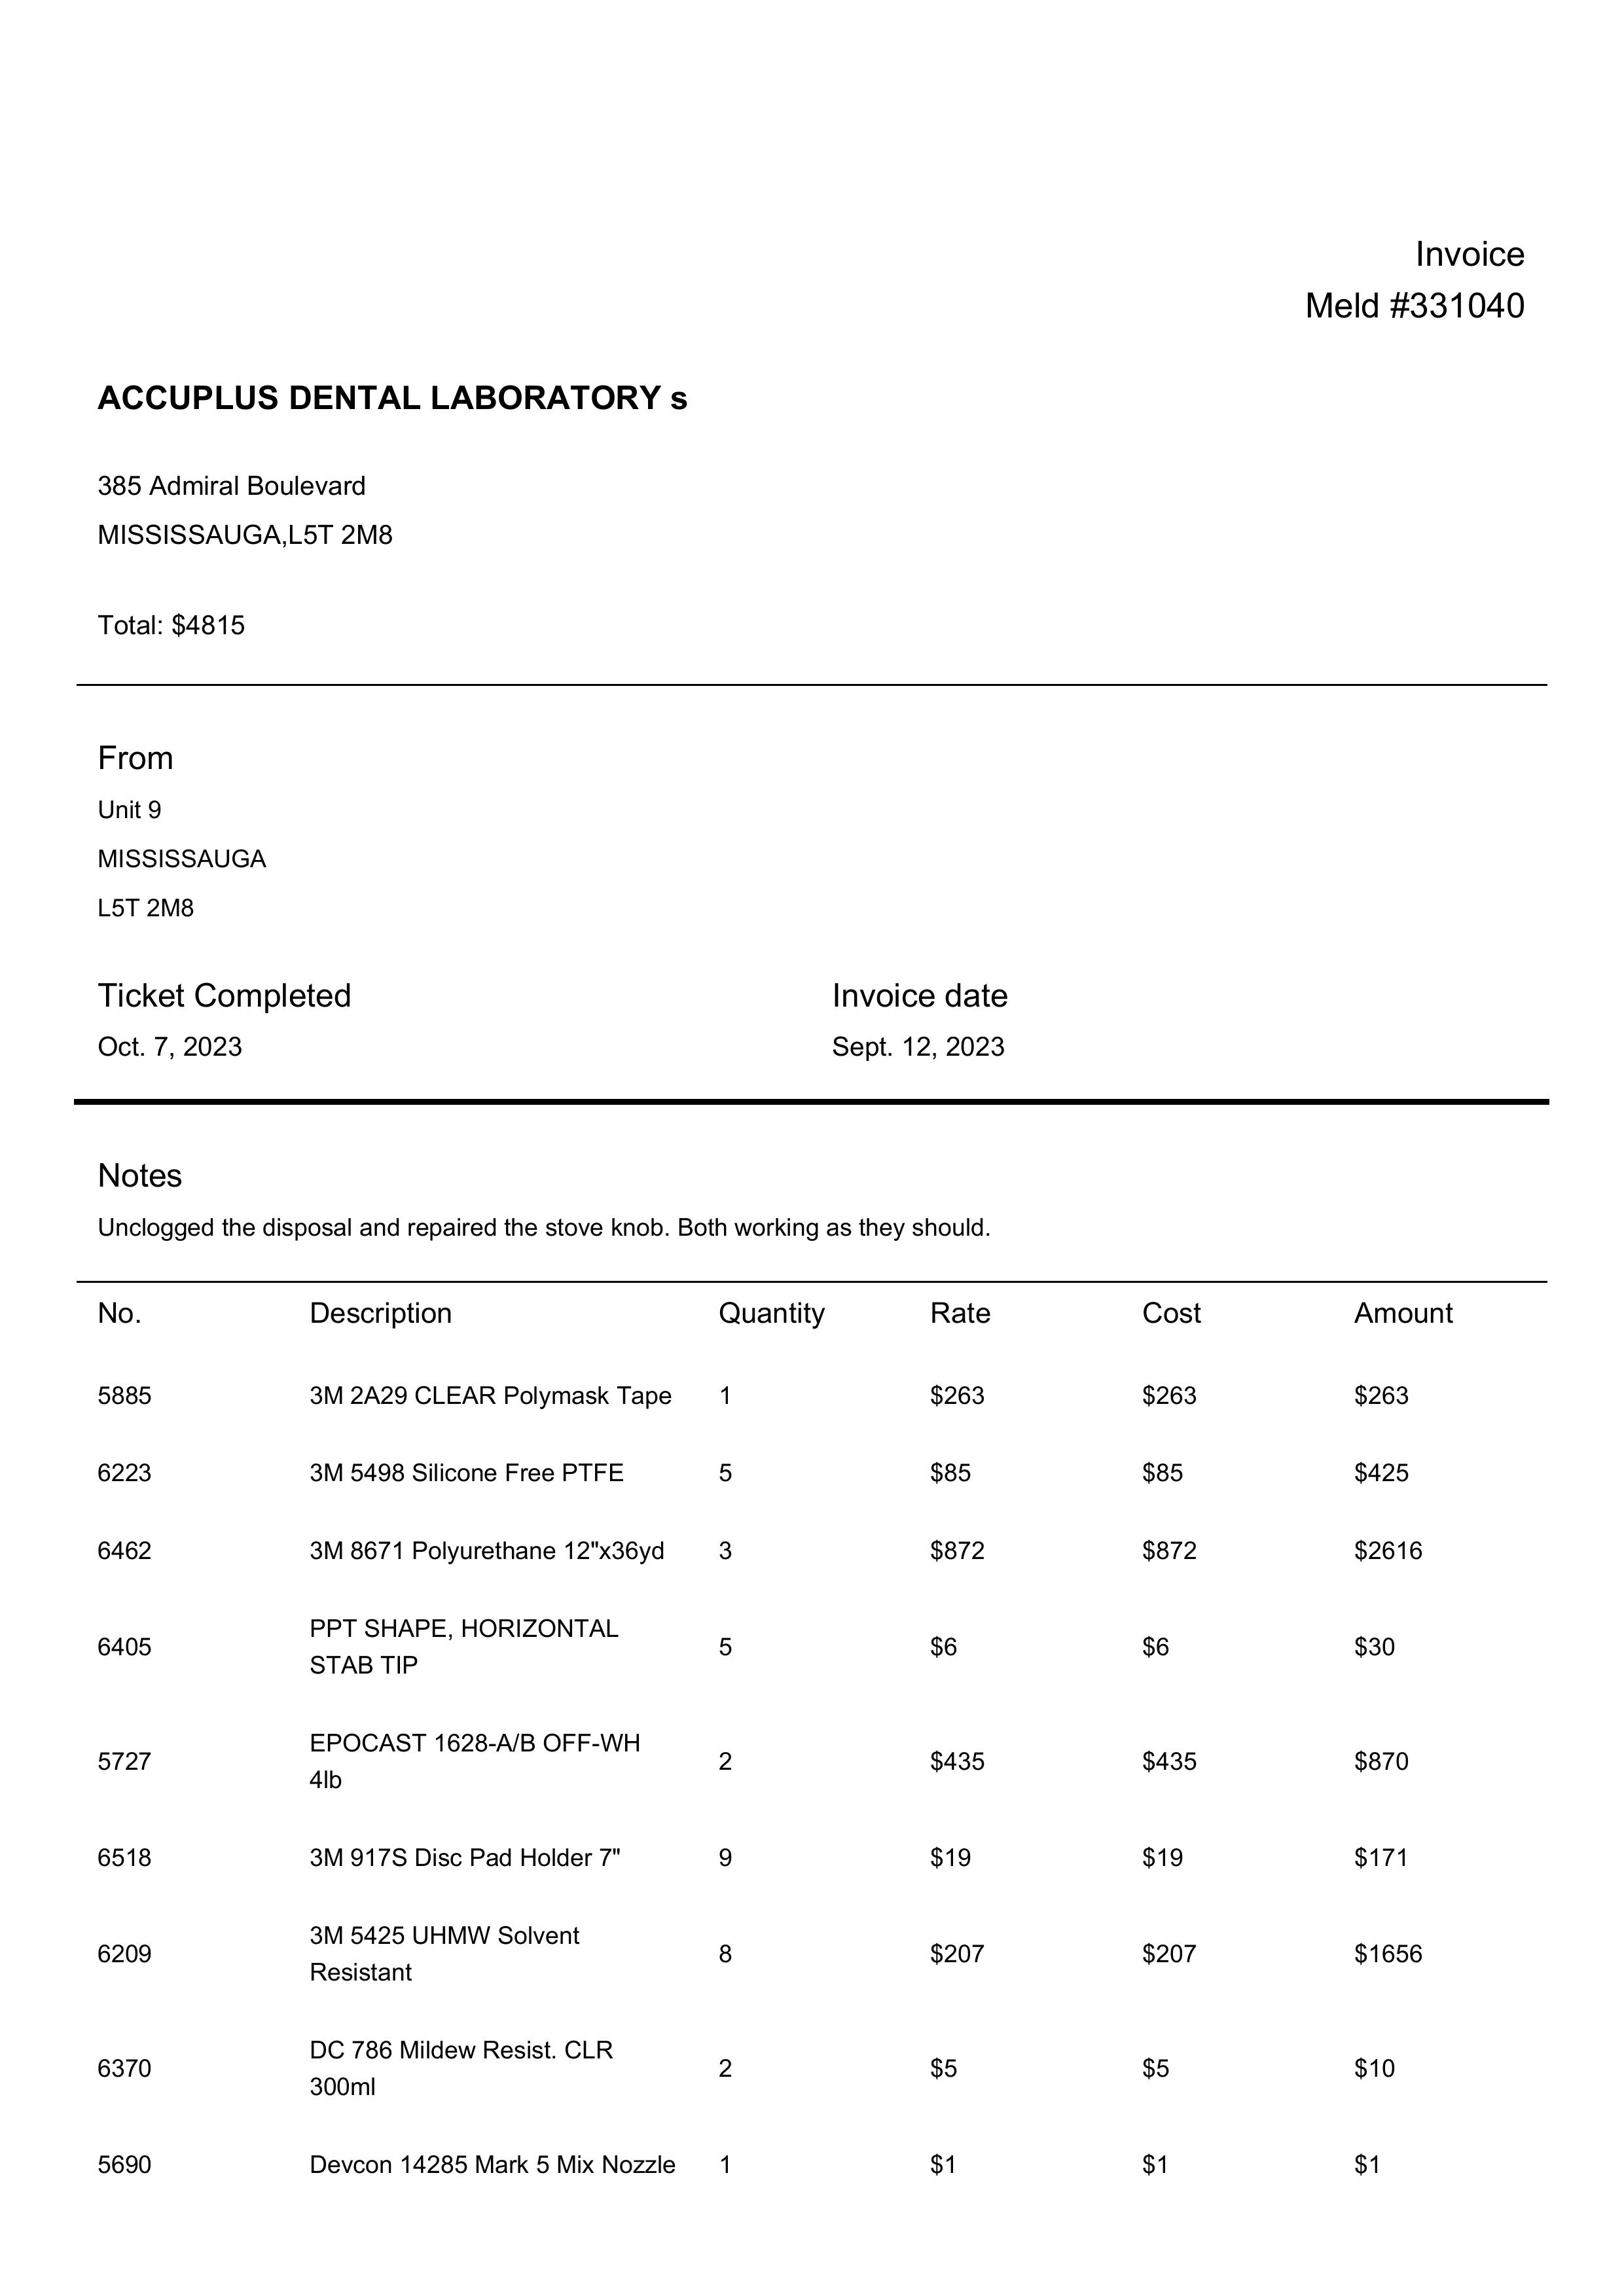 Invoice
Meld #331040
ACCUPLUS DENTAL LABORATORY s
385 Admiral Boulevard
MISSISSAUGA,L5T 2M8
Total: $4815
From
Unit 9
MISSISSAUGA
L5T 2M8
Ticket Completed Invoice date
Oct. 7, 2023 Sept. 12, 2023
Notes
Unclogged the disposal and repaired the stove knob. Both working as they should.
No. Description Quantity Rate Cost Amount
5885 3M 2A29 CLEAR Polymask Tape 1 $263 $263 $263
6223 3M 5498 Silicone Free PTFE 5 $85 $85 $425
6462 3M 8671 Polyurethane 12"x36yd 3 $872 $872 $2616
PPT SHAPE, HORIZONTAL
6405 5 $6 $6 $30
STAB TIP
EPOCAST 1628-A/B OFF-WH
5727 2 $435 $435 $870
4lb
6518 3M 917S Disc Pad Holder 7" 9 $19 $19 $171
3M 5425 UHMW Solvent
6209 8 $207 $207 $1656
Resistant
DC 786 Mildew Resist. CLR
6370 2 $5 $5 $10
300ml
5690 Devcon 14285 Mark 5 Mix Nozzle 1 $1 $1 $1